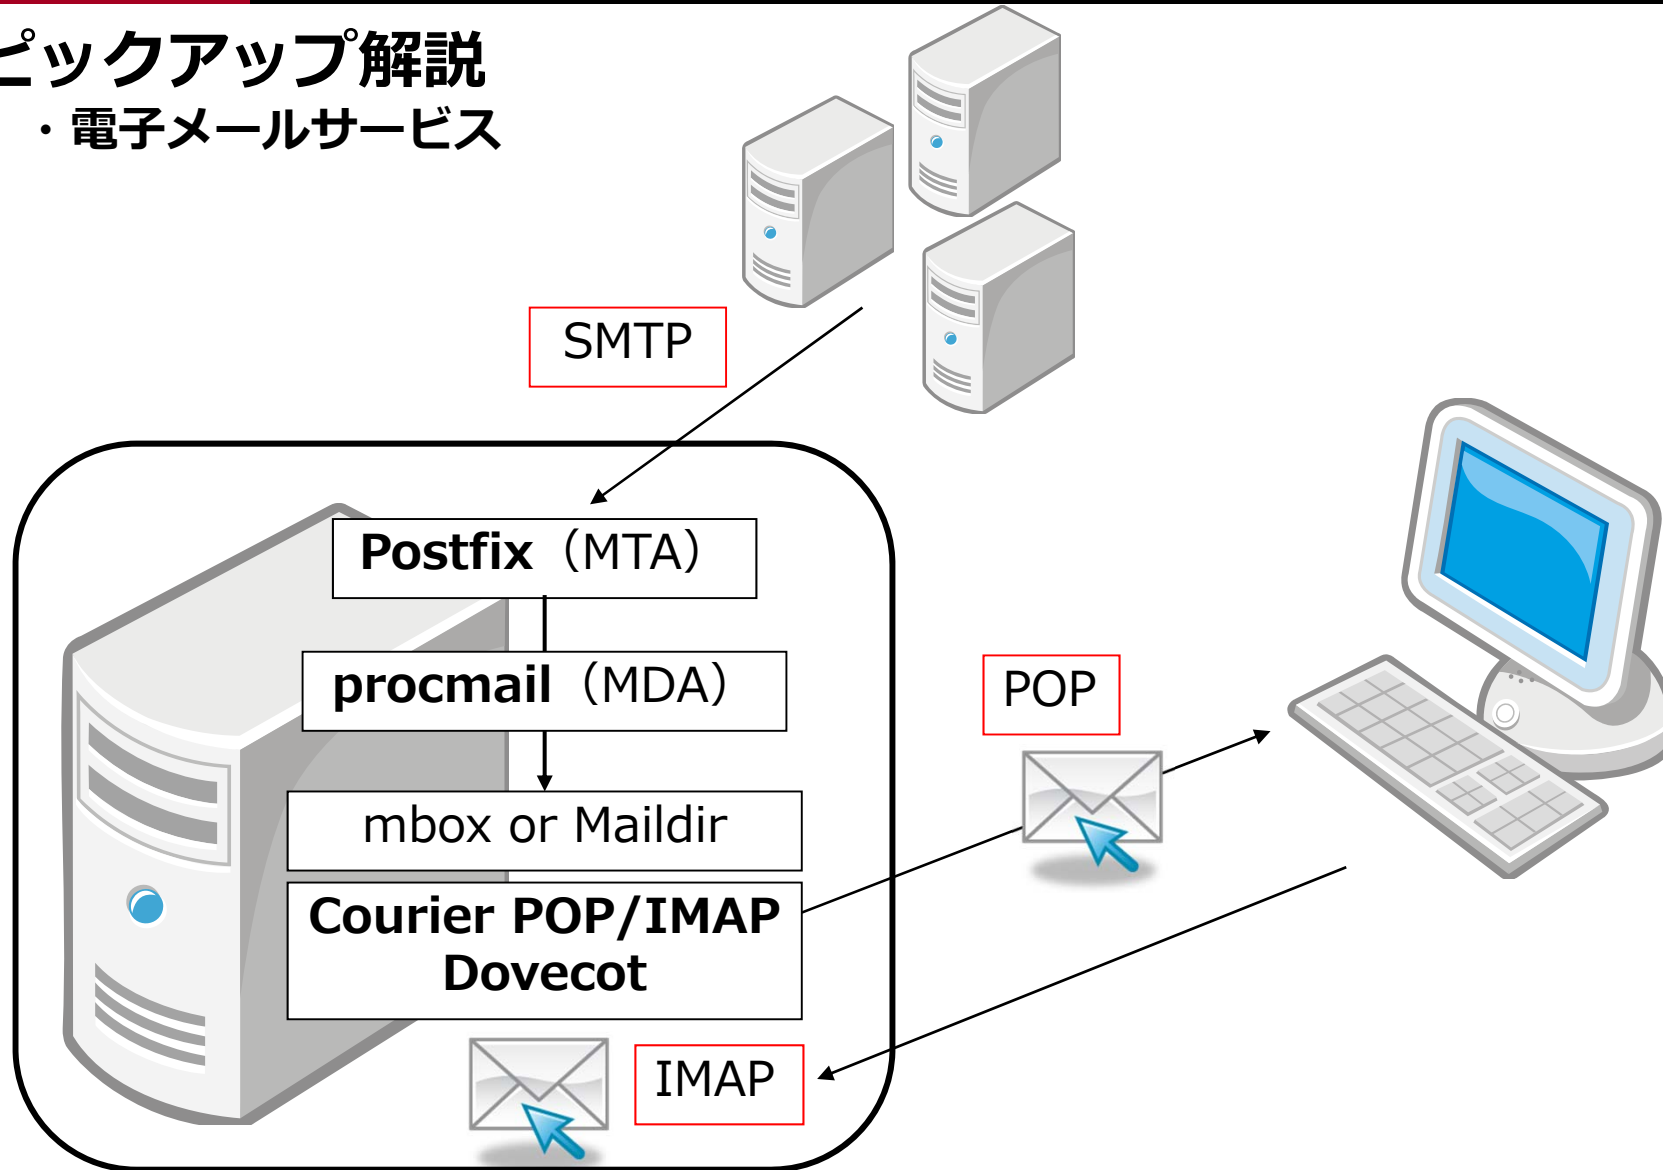 ピックアップ解説
・電子メールサービス
SMTP
Postfix（MTA）
procmail（MDA）
POP
mbox or Maildir
Courier POP/IMAP
Dovecot
IMAP